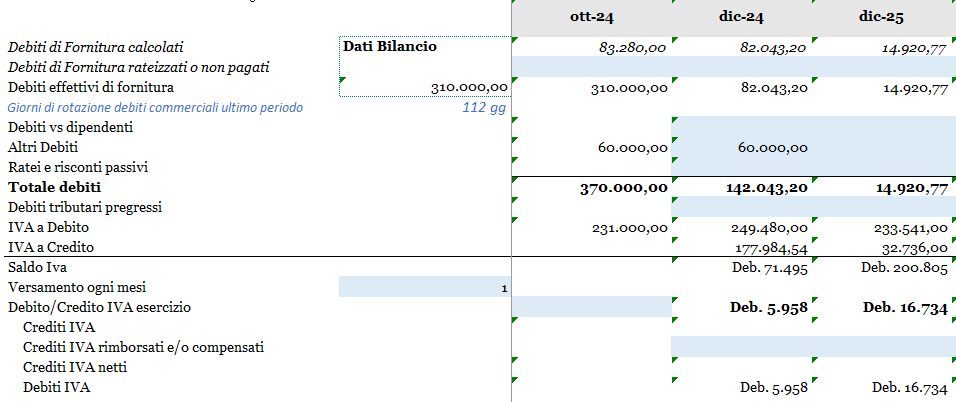 ott-24 dic-24 dic-25
Debiti di Fornitura calcolati Dati Bilancio 83.280,00 82.043,20 14.920,77
Debiti di Fornitura rateizzati o non pagati
Debiti effettivi di fornitura 310.000,00 310.000,00 82.043,20 14.920,77
Giorni di rotazione debiti commerciali ultimo periodo 112 gg
Debiti vs dipendenti
Altri Debiti 60.000,00 60.000,00
Ratei e risconti passivi
Totale debiti 370.000,00 142.043,20 14.920,77
Debiti tributari pregressi
IVA a Debito 231.000,00 249.480,00 233.541,00
IVA a Credito 177.984,54 32.736,00
Saldo Iva Deb. 71.495 Deb. 200.805
Versamento ogni mesi 1
Debito/Credito IVA esercizio Deb. 5.958 Deb. 16.734
Crediti IVA
Crediti IVA rimborsati e/o compensati
Crediti IVA netti
Debiti IVA Deb. 5.958 Deb. 16.734